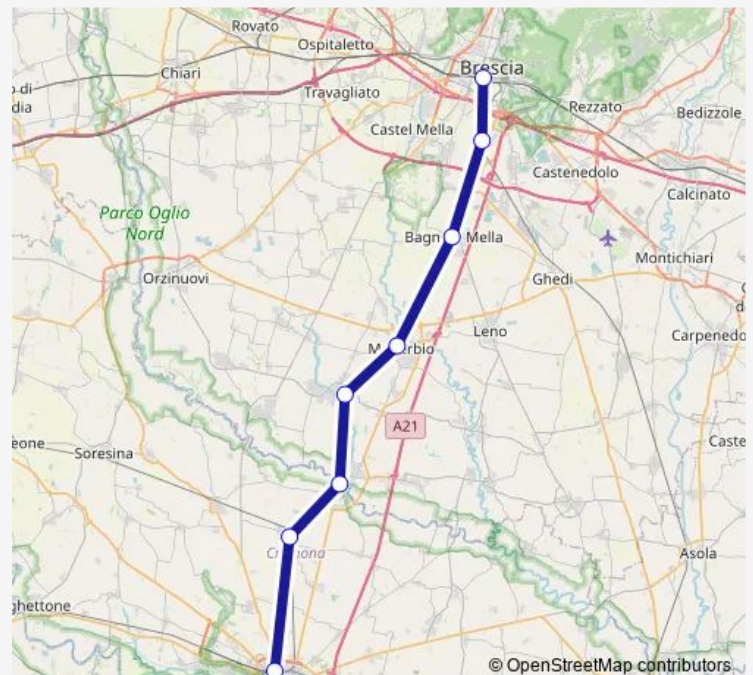 Rovato
Ospitaletto
Brescia
Chiari
Travagliato
Rezzato
Bedizzole
Castel Mella
Castenedolo
Calcinato
Parco Oglio
Nord
Mella
Montichiari
Orzinuovi
Ghedi
Leno
A21
Soresina
Cremona
Asola
© OpenStreetMap contributors